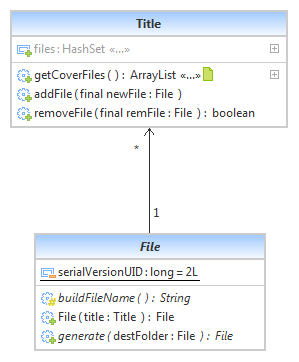 Title
files : HashSet «...»
getCoverFiles ( ) : ArrayList «...»
addFile ( final newFile : File )
removeFile ( final remFile : File ) : boolean
*
1
File
serialVersionUID : long = 2L
buildFileName ( ) : String
File ( title : Title ) : File
generate ( destFolder : File ) : File